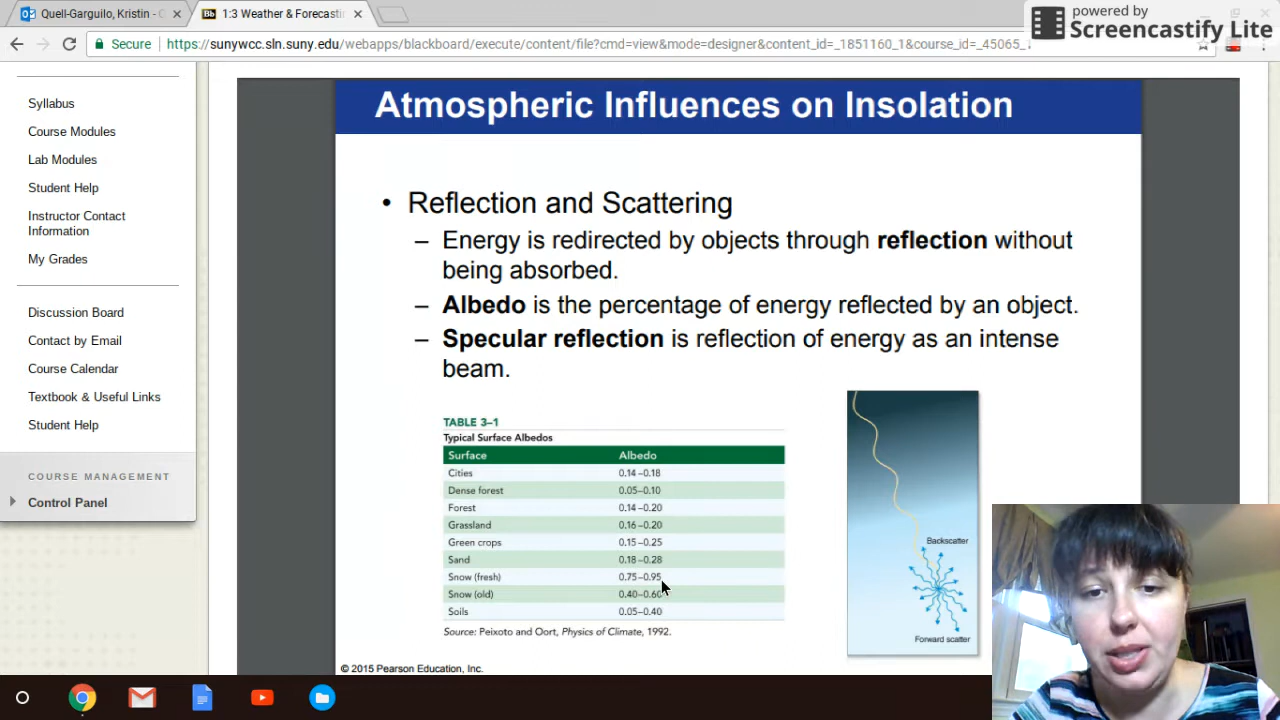 Quell-Garguilo, Kristin - C
1:3 Weather & Forecasti
powered by
Screencastify Lite
Secure
https://sunywcc.sln.suny.edu/webapps/blackboard/execute/content/file?cmd=view&mode=designer&content_id=_1851160_1&course_id=_45065_1
Syllabus
Course Modules
Lab Modules
Student Help
Instructor Contact
Information
My Grades
Discussion Board
Contact by Email
Course Calendar
Textbook & Useful Links
Student Help
COURSE MANAGEMENT
Control Panel
Atmospheric Influences on Insolation
• Reflection and Scattering
– Energy is redirected by objects through reflection without
being absorbed.
– Albedo is the percentage of energy reflected by an object.
– Specular reflection is reflection of energy as an intense
beam.
TABLE 3–1
Typical Surface Albedos
Surface Albedo
Cities 0.14–0.18
Dense forest 0.05–0.10
Forest 0.14–0.20
Grassland 0.16–0.20
Green crops 0.15–0.25
Sand 0.18–0.28
Snow (fresh) 0.75–0.95
Snow (old) 0.40–0.60
Soils 0.05–0.40
Source: Peixoto and Oort, Physics of Climate, 1992.
Backscatter
Forward scatter
© 2015 Pearson Education, Inc.